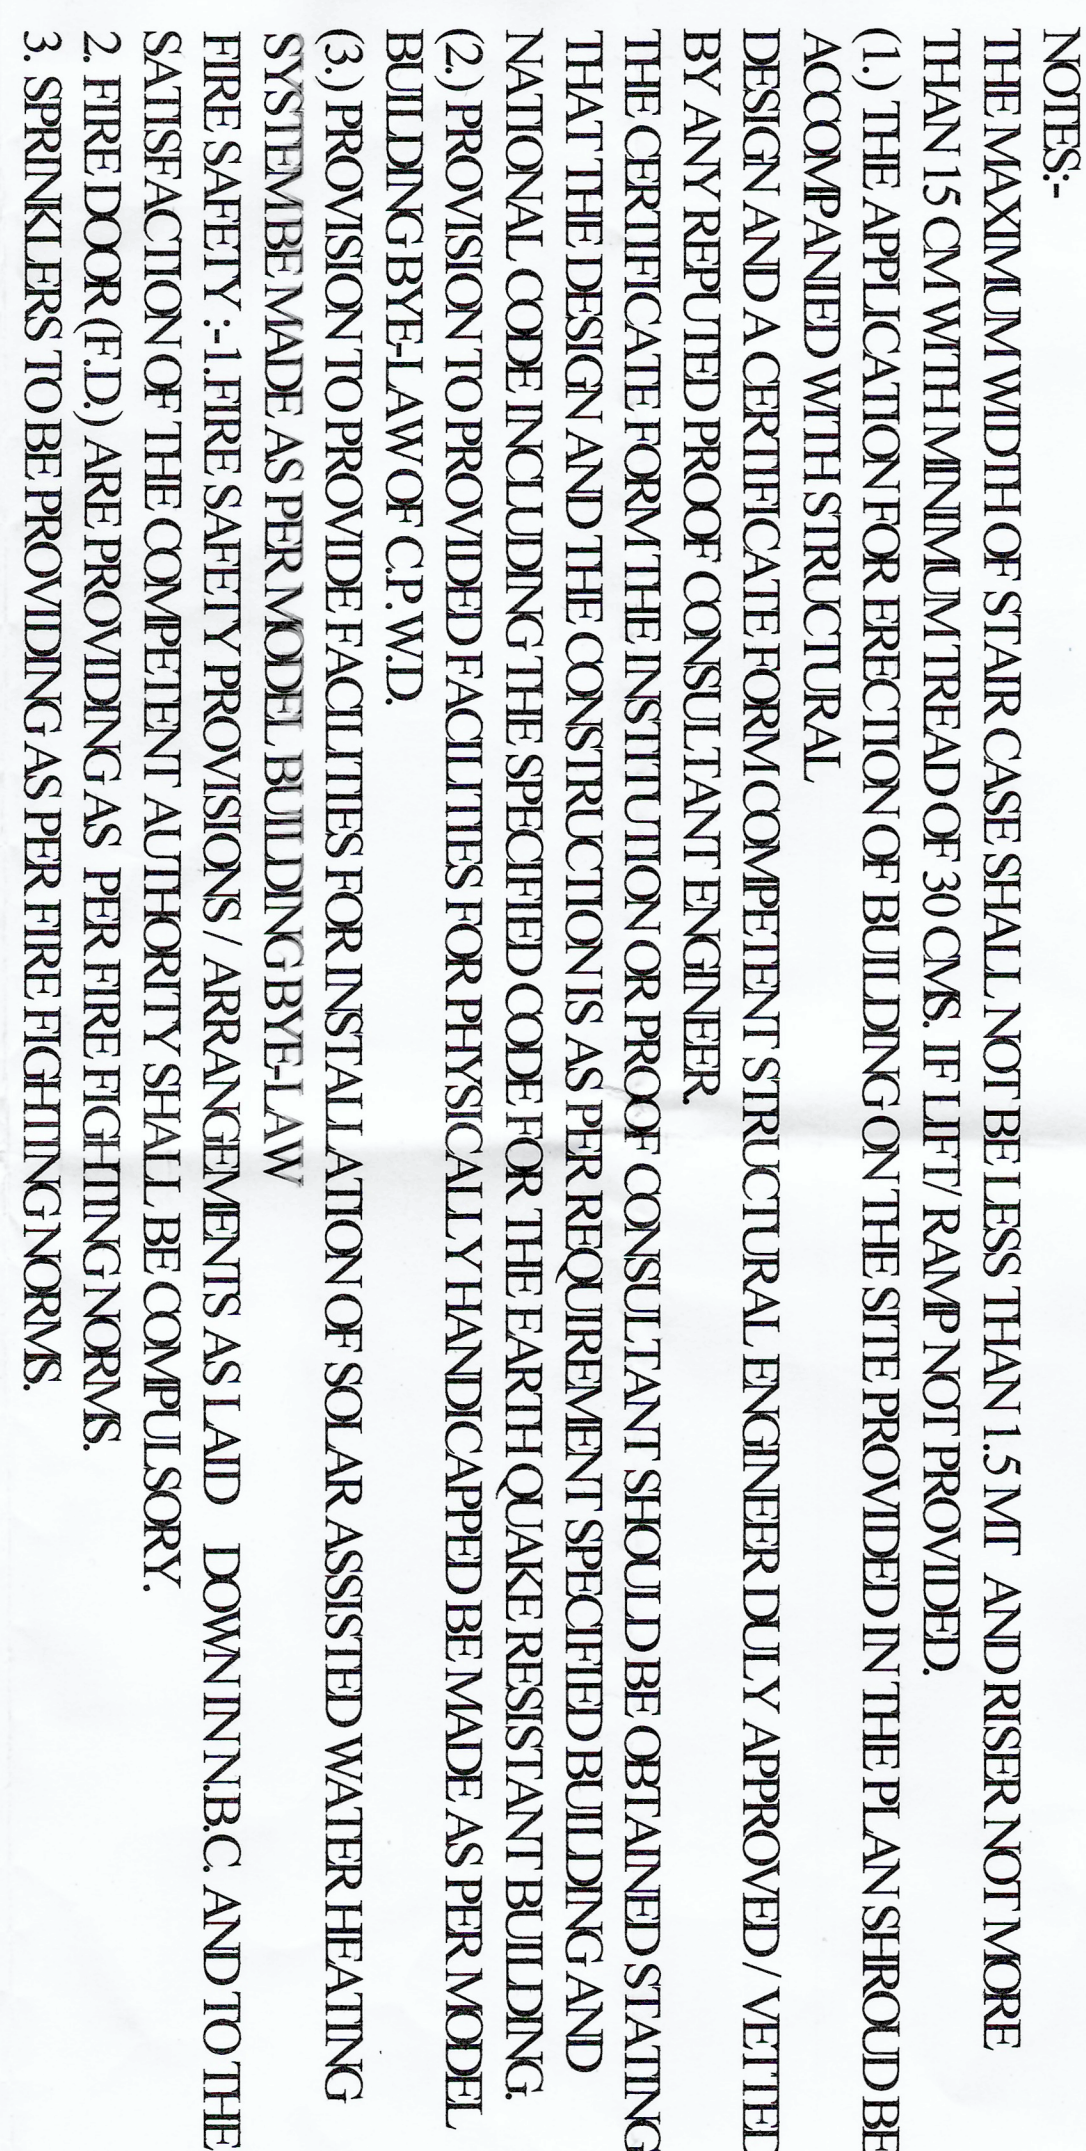 NOTES:-
THE MAXIMUM WIDTH OF STAIR CASE SHALL NOT BE LESS THAN 1.5 MT AND RISER NOT MORE
THAN 15 CM WITH MINIMUM TREAD OF 30 CMS. IF LIFT/ RAMP NOT PROVIDED.
(1.) THE APPLICATION FOR ERECTION OF BUILDING ON THE SITE PROVIDED IN THE PLAN SHROUD BE
ACCOMPANIED WITH STRUCTURAL
DESIGN AND A CERTIFICATE FORM COMPETENT STRUCTURAL ENGINEER DULY APPROVED / VETTED
BY ANY REPUTED PROOF CONSULTANT ENGINEER.
THE CERTIFICATE FORM THE INSTITUTION OR PROOF CONSULTANT SHOULD BE OBTAINED STATING
THAT THE DESIGN AND THE CONSTRUCTION IS AS PER REQUIREMENT SPECIFIED BUILDING AND
NATIONAL CODE INCLUDING THE SPECIFIED CODE FOR THE EARTH QUAKE RESISTANT BUILDING.
(2.) PROVISION TO PROVIDED FACILITIES FOR PHYSICALLY HANDICAPPED BE MADE AS PER MODEL
BUILDING BYE-LAW OF C.P.W.D.
(3.) PROVISION TO PROVIDE FACILITIES FOR INSTALLATION OF SOLAR ASSISTED WATER HEATING
SYSTEM BE MADE AS PER MODEL BUILDING BYE-LAW
FIRE SAFETY :-1.FIRE SAFETY PROVISIONS / ARRANGEMENTS AS LAID DOWN IN N.B.C. AND TO THE
SATISFACTION OF THE COMPETENT AUTHORITY SHALL BE COMPULSORY.
2. FIRE DOOR (F.D.) ARE PROVIDING AS PER FIRE FIGHTING NORMS.
3. SPRINKLERS TO BE PROVIDING AS PER FIRE FIGHTING NORMS.